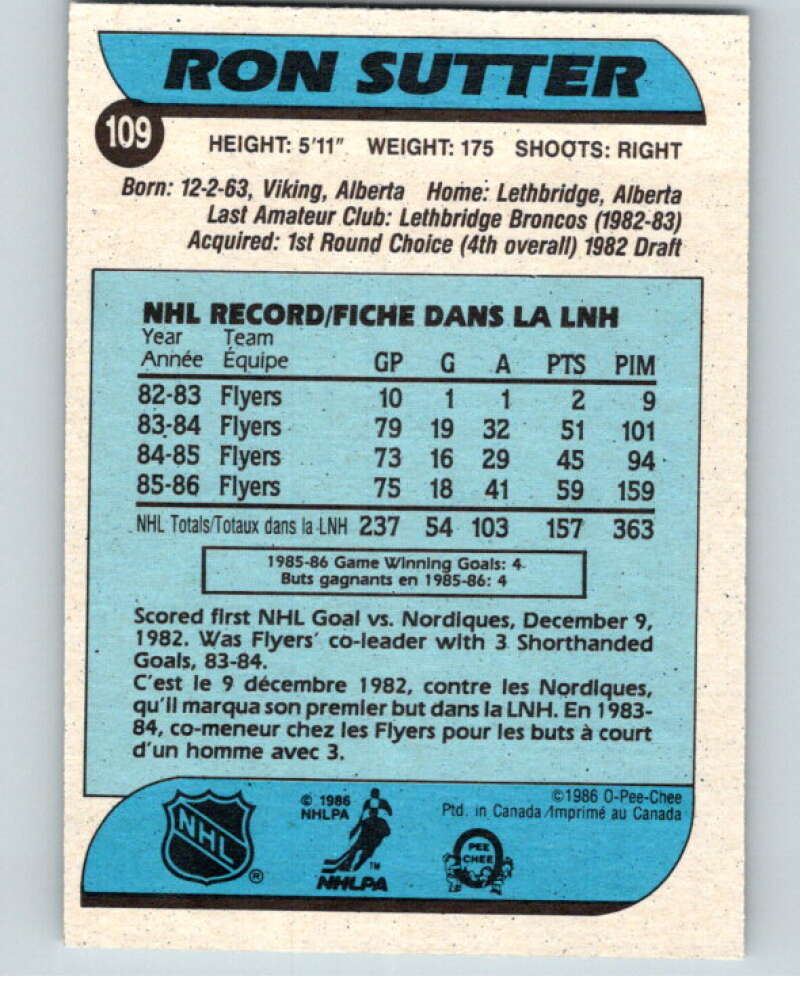 RON SUTTER
109
HEIGHT: 5'11" WEIGHT: 175 SHOOTS: RIGHT
Born: 12-2-63, Viking, Alberta Home: Lethbridge, Alberta
Last Amateur Club: Lethbridge Broncos (1982-83)
Acquired: 1st Round Choice (4th overall) 1982 Draft
NHL RECORD/FICHE DANS LA LNH
Year Team
Année Équipe GP G A PTS PIM
82-83 Flyers 10 1 1 2 9
83-84 Flyers 79 19 32 51 101
84-85 Flyers 73 16 29 45 94
85-86 Flyers 75 18 41 59 159
NHL Totals/Totaux dans la LNH 237 54 103 157 363
1985-86 Game Winning Goals: 4
Buts gagnants en 1985-86: 4
Scored first NHL Goal vs. Nordiques, December 9,
1982. Was Flyers' co-leader with 3 Shorthanded
Goals, 83-84.
C'est le 9 décembre 1982, contre les Nordiques,
qu'il marqua son premier but dans la LNH. En 1983-
84, co-meneur chez les Flyers pour les buts à court
d'un homme avec 3.
NHL ®
© 1986
NHLPA
TM
NHLPA
PEE
CHEE
©1986 O-Pee-Chee
Ptd. in Canada/Imprimé au Canada